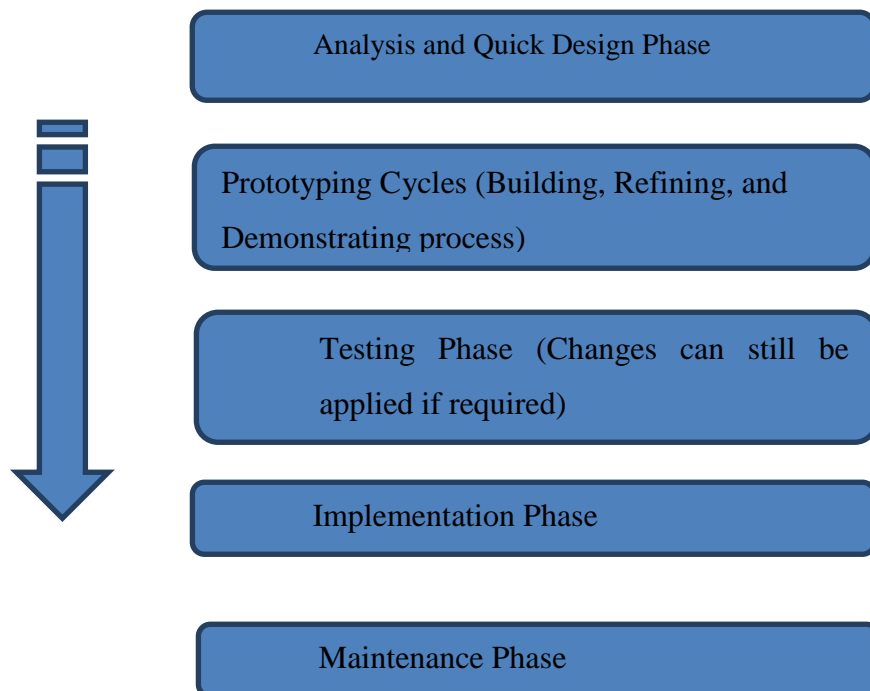 Analysis and Quick Design Phase
Prototyping Cycles (Building, Refining, and
Demonstrating process)
Testing Phase (Changes can still be
applied if required)
Implementation Phase
Maintenance Phase